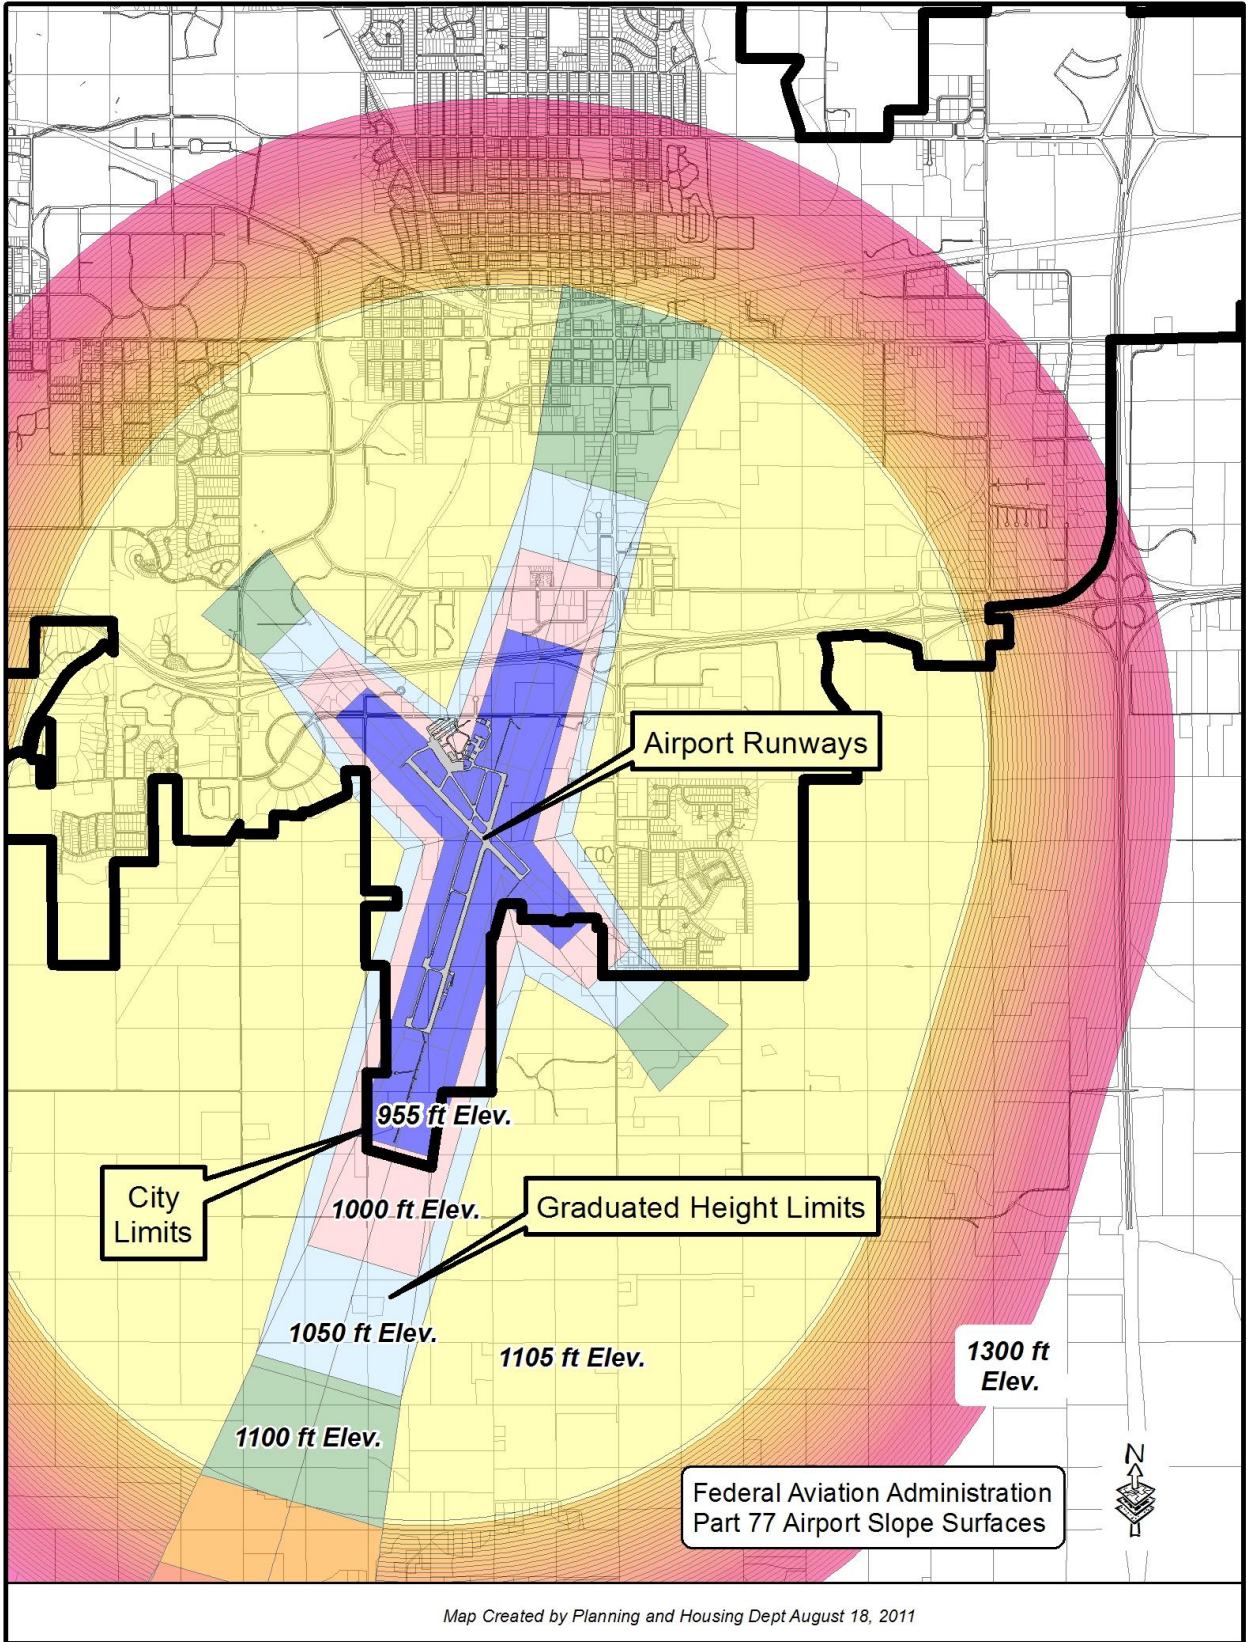 Airport Runways
955 ft Elev.
City
Limits
1000 ft Elev.
Graduated Height Limits
1050 ft Elev.
1105 ft Elev.
1300 ft
Elev.
1100 ft Elev.
N
Federal Aviation Administration
Part 77 Airport Slope Surfaces
Map Created by Planning and Housing Dept August 18, 2011